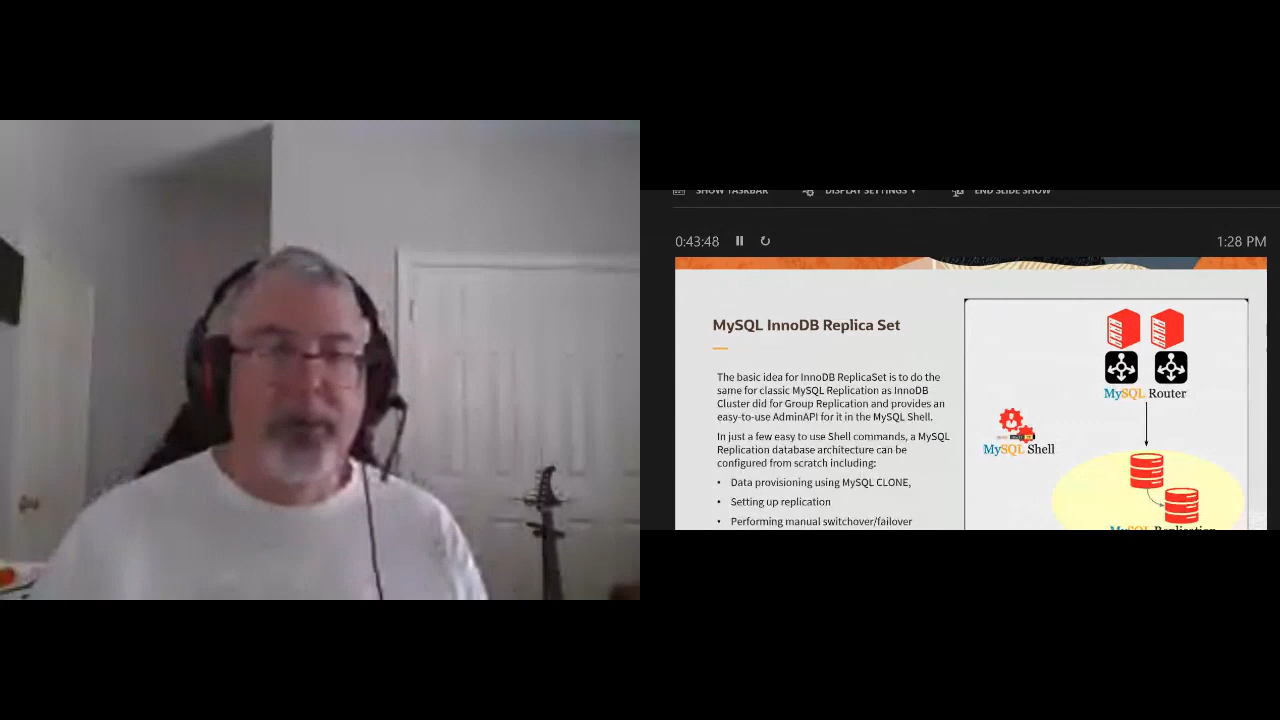 SHOW TASKBAR DISPLAY SETTINGS ▾ END SLIDE SHOW
0:43:48 1:28 PM
MySQL InnoDB Replica Set
The basic idea for InnoDB ReplicaSet is to do the
same for classic MySQL Replication as InnoDB
Cluster did for Group Replication and provides an
easy-to-use AdminAPI for it in the MySQL Shell.
In just a few easy to use Shell commands, a MySQL
Replication database architecture can be
configured from scratch including:
• Data provisioning using MySQL CLONE,
• Setting up replication
• Performing manual switchover/failover
MySQL Router
MySQL Shell
MySQL Replication